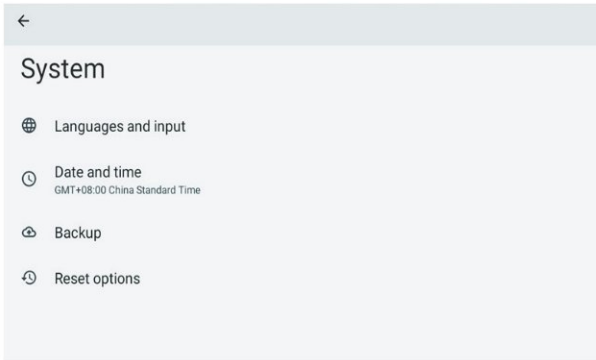 System
Languages and input
Date and time
GMT+08:00 China Standard Time
Backup
Reset options